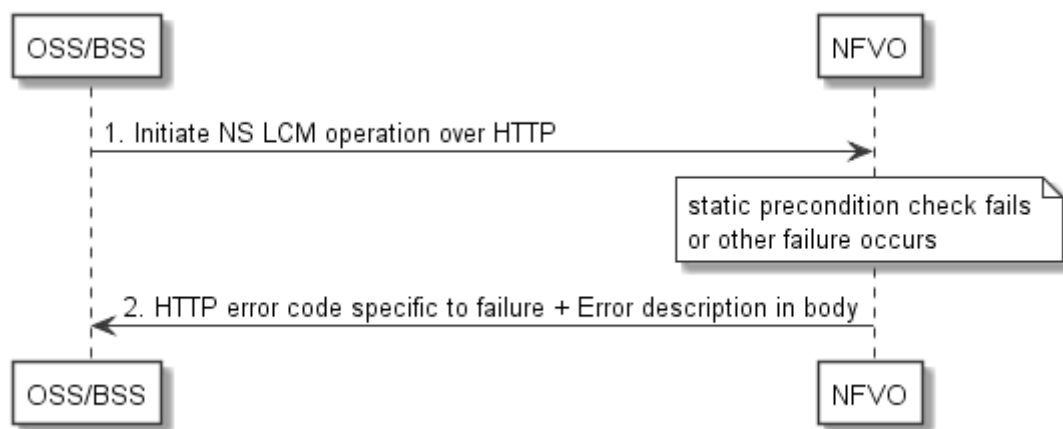 OSS/BSS
NFVO
1. Initiate NS LCM operation over HTTP
static precondition check fails
or other failure occurs
2. HTTP error code specific to failure + Error description in body
OSS/BSS
NFVO